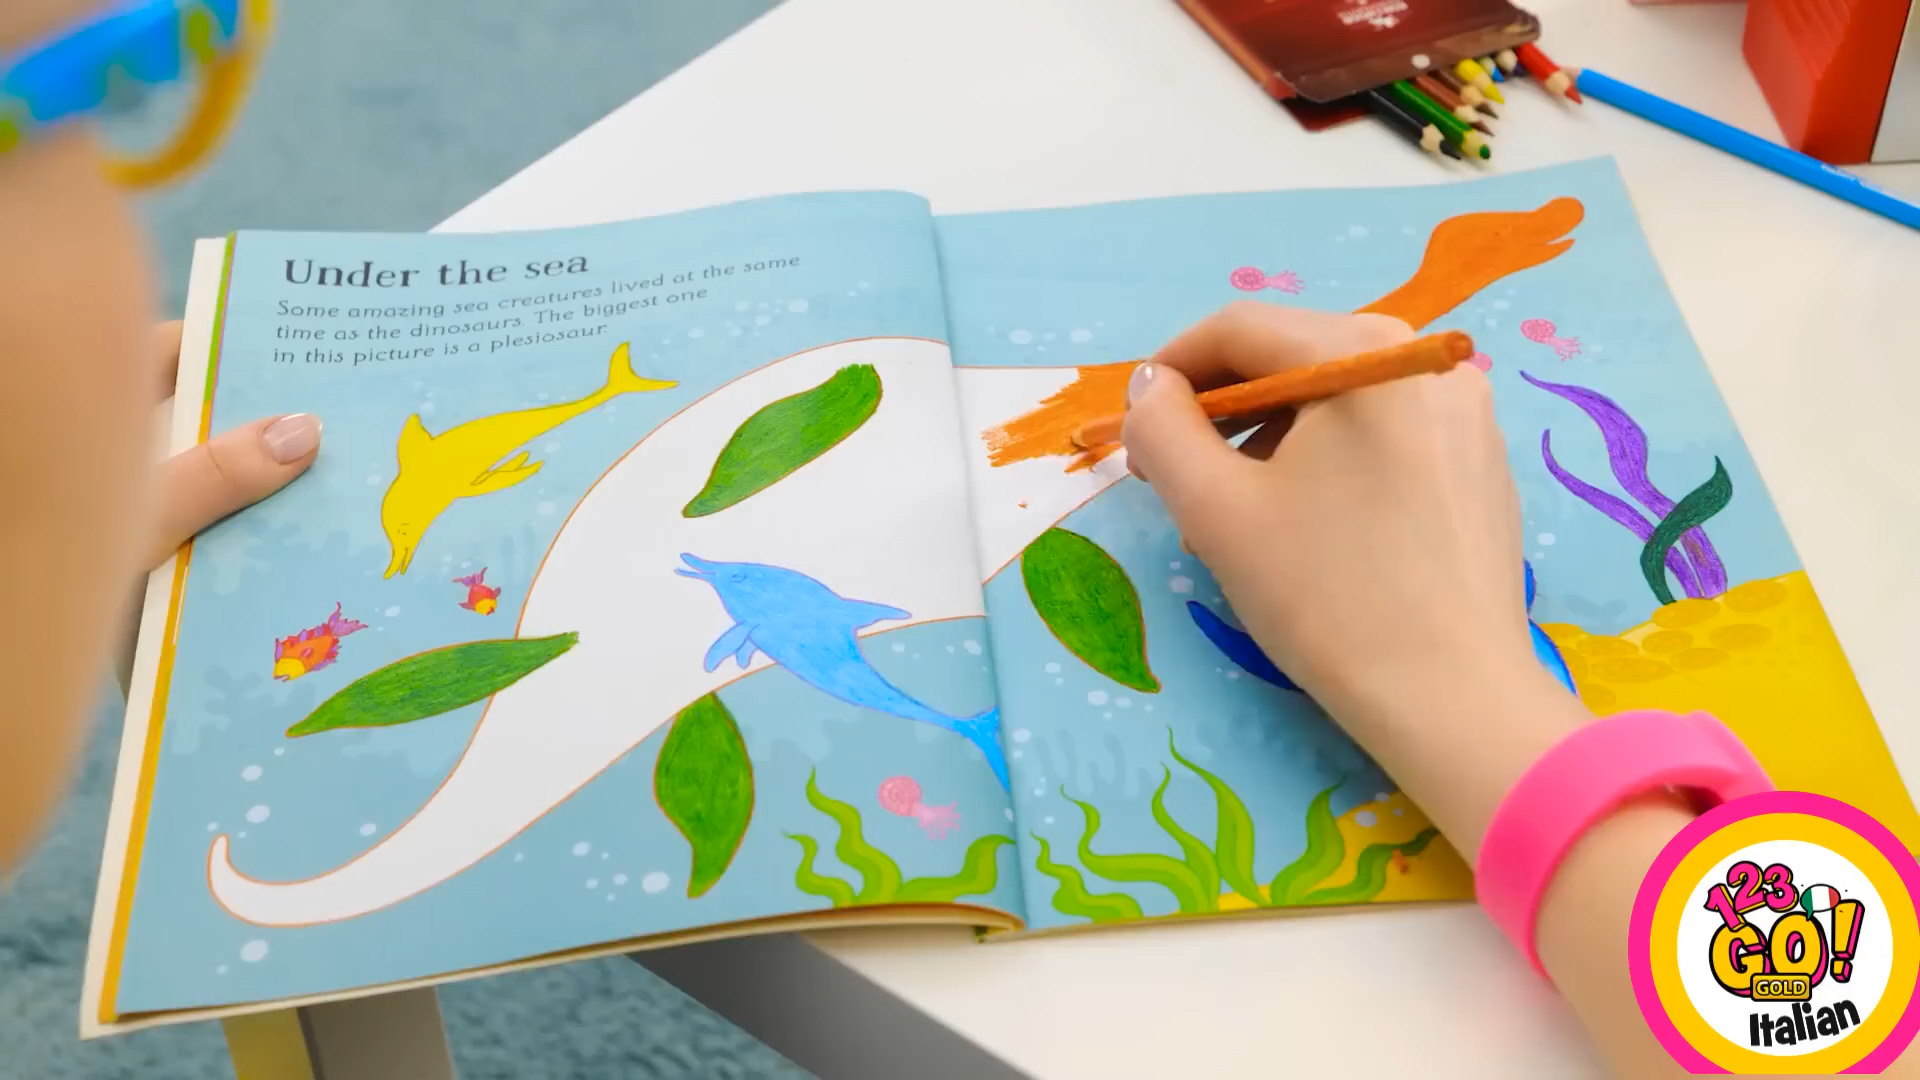 Under the sea
Some amazing sea creatures lived at the same
time as the dinosaurs. The biggest one
in this picture is a plesiosaur.
123
GO!
GOLD
Italian